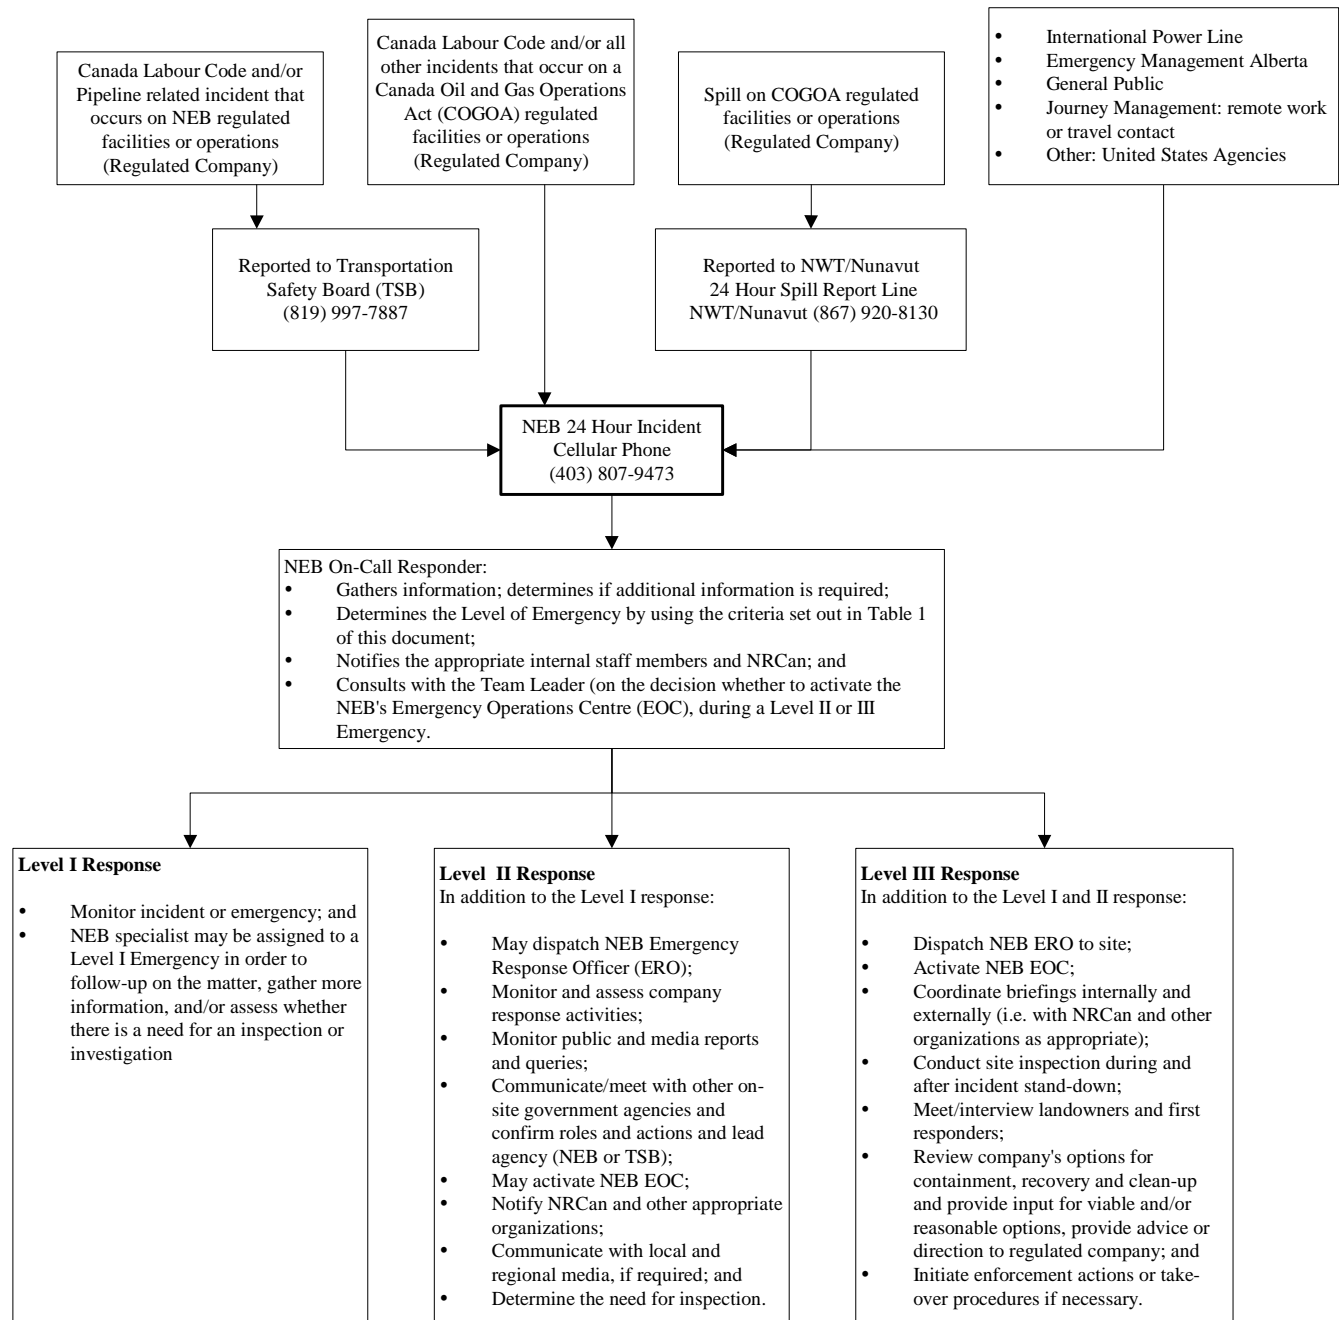 Canada Labour Code and/or
Pipeline related incident that
occurs on NEB regulated
facilities or operations
(Regulated Company)
Canada Labour Code and/or all
other incidents that occur on a
Canada Oil and Gas Operations
Act (COGOA) regulated
facilities or operations
(Regulated Company)
Spill on COGOA regulated
facilities or operations
(Regulated Company)
• International Power Line
• Emergency Management Alberta
• General Public
• Journey Management: remote work
or travel contact
• Other: United States Agencies
Reported to Transportation
Safety Board (TSB)
(819) 997-7887
Reported to NWT/Nunavut
24 Hour Spill Report Line
NWT/Nunavut (867) 920-8130
NEB 24 Hour Incident
Cellular Phone
(403) 807-9473
NEB On-Call Responder:
• Gathers information; determines if additional information is required;
• Determines the Level of Emergency by using the criteria set out in Table 1
of this document;
• Notifies the appropriate internal staff members and NRCan; and
• Consults with the Team Leader (on the decision whether to activate the
NEB's Emergency Operations Centre (EOC), during a Level II or III
Emergency.
Level I Response
• Monitor incident or emergency; and
• NEB specialist may be assigned to a
Level I Emergency in order to
follow-up on the matter, gather more
information, and/or assess whether
there is a need for an inspection or
investigation
Level II Response
In addition to the Level I response:
• May dispatch NEB Emergency
Response Officer (ERO);
• Monitor and assess company
response activities;
• Monitor public and media reports
and queries;
• Communicate/meet with other on-
site government agencies and
confirm roles and actions and lead
agency (NEB or TSB);
• May activate NEB EOC;
• Notify NRCan and other appropriate
organizations;
• Communicate with local and
regional media, if required; and
• Determine the need for inspection.
Level III Response
In addition to the Level I and II response:
• Dispatch NEB ERO to site;
• Activate NEB EOC;
• Coordinate briefings internally and
externally (i.e. with NRCan and other
organizations as appropriate);
• Conduct site inspection during and
after incident stand-down;
• Meet/interview landowners and first
responders;
• Review company's options for
containment, recovery and clean-up
and provide input for viable and/or
reasonable options, provide advice or
direction to regulated company; and
• Initiate enforcement actions or take-
over procedures if necessary.